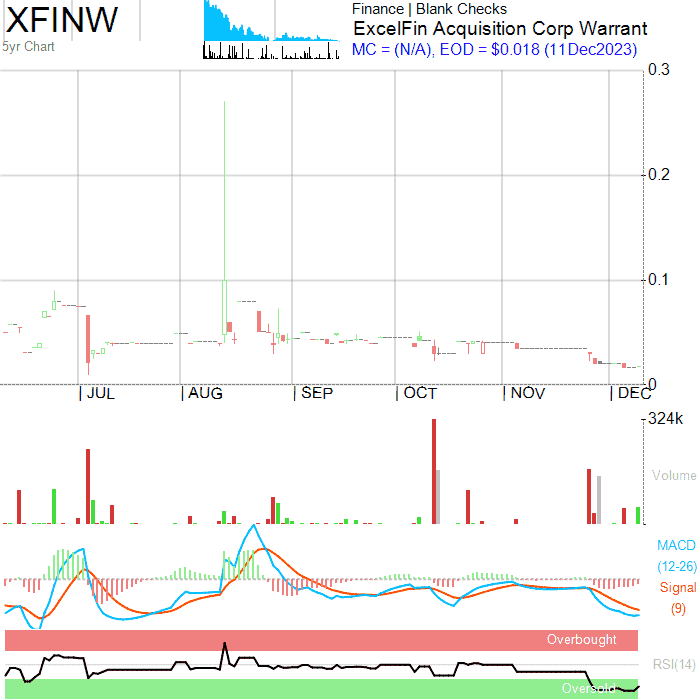 XFINW
5yr Chart
Finance | Blank Checks
ExcelFin Acquisition Corp Warrant
MC = (N/A), EOD = $0.018 (11Dec2023)
0.3
0.2
0.1
0
| JUL | AUG | SEP | OCT | NOV | DEC
324k
Volume
MACD
(12-26)
Signal
(9)
Overbought
RSI(14)
Oversold